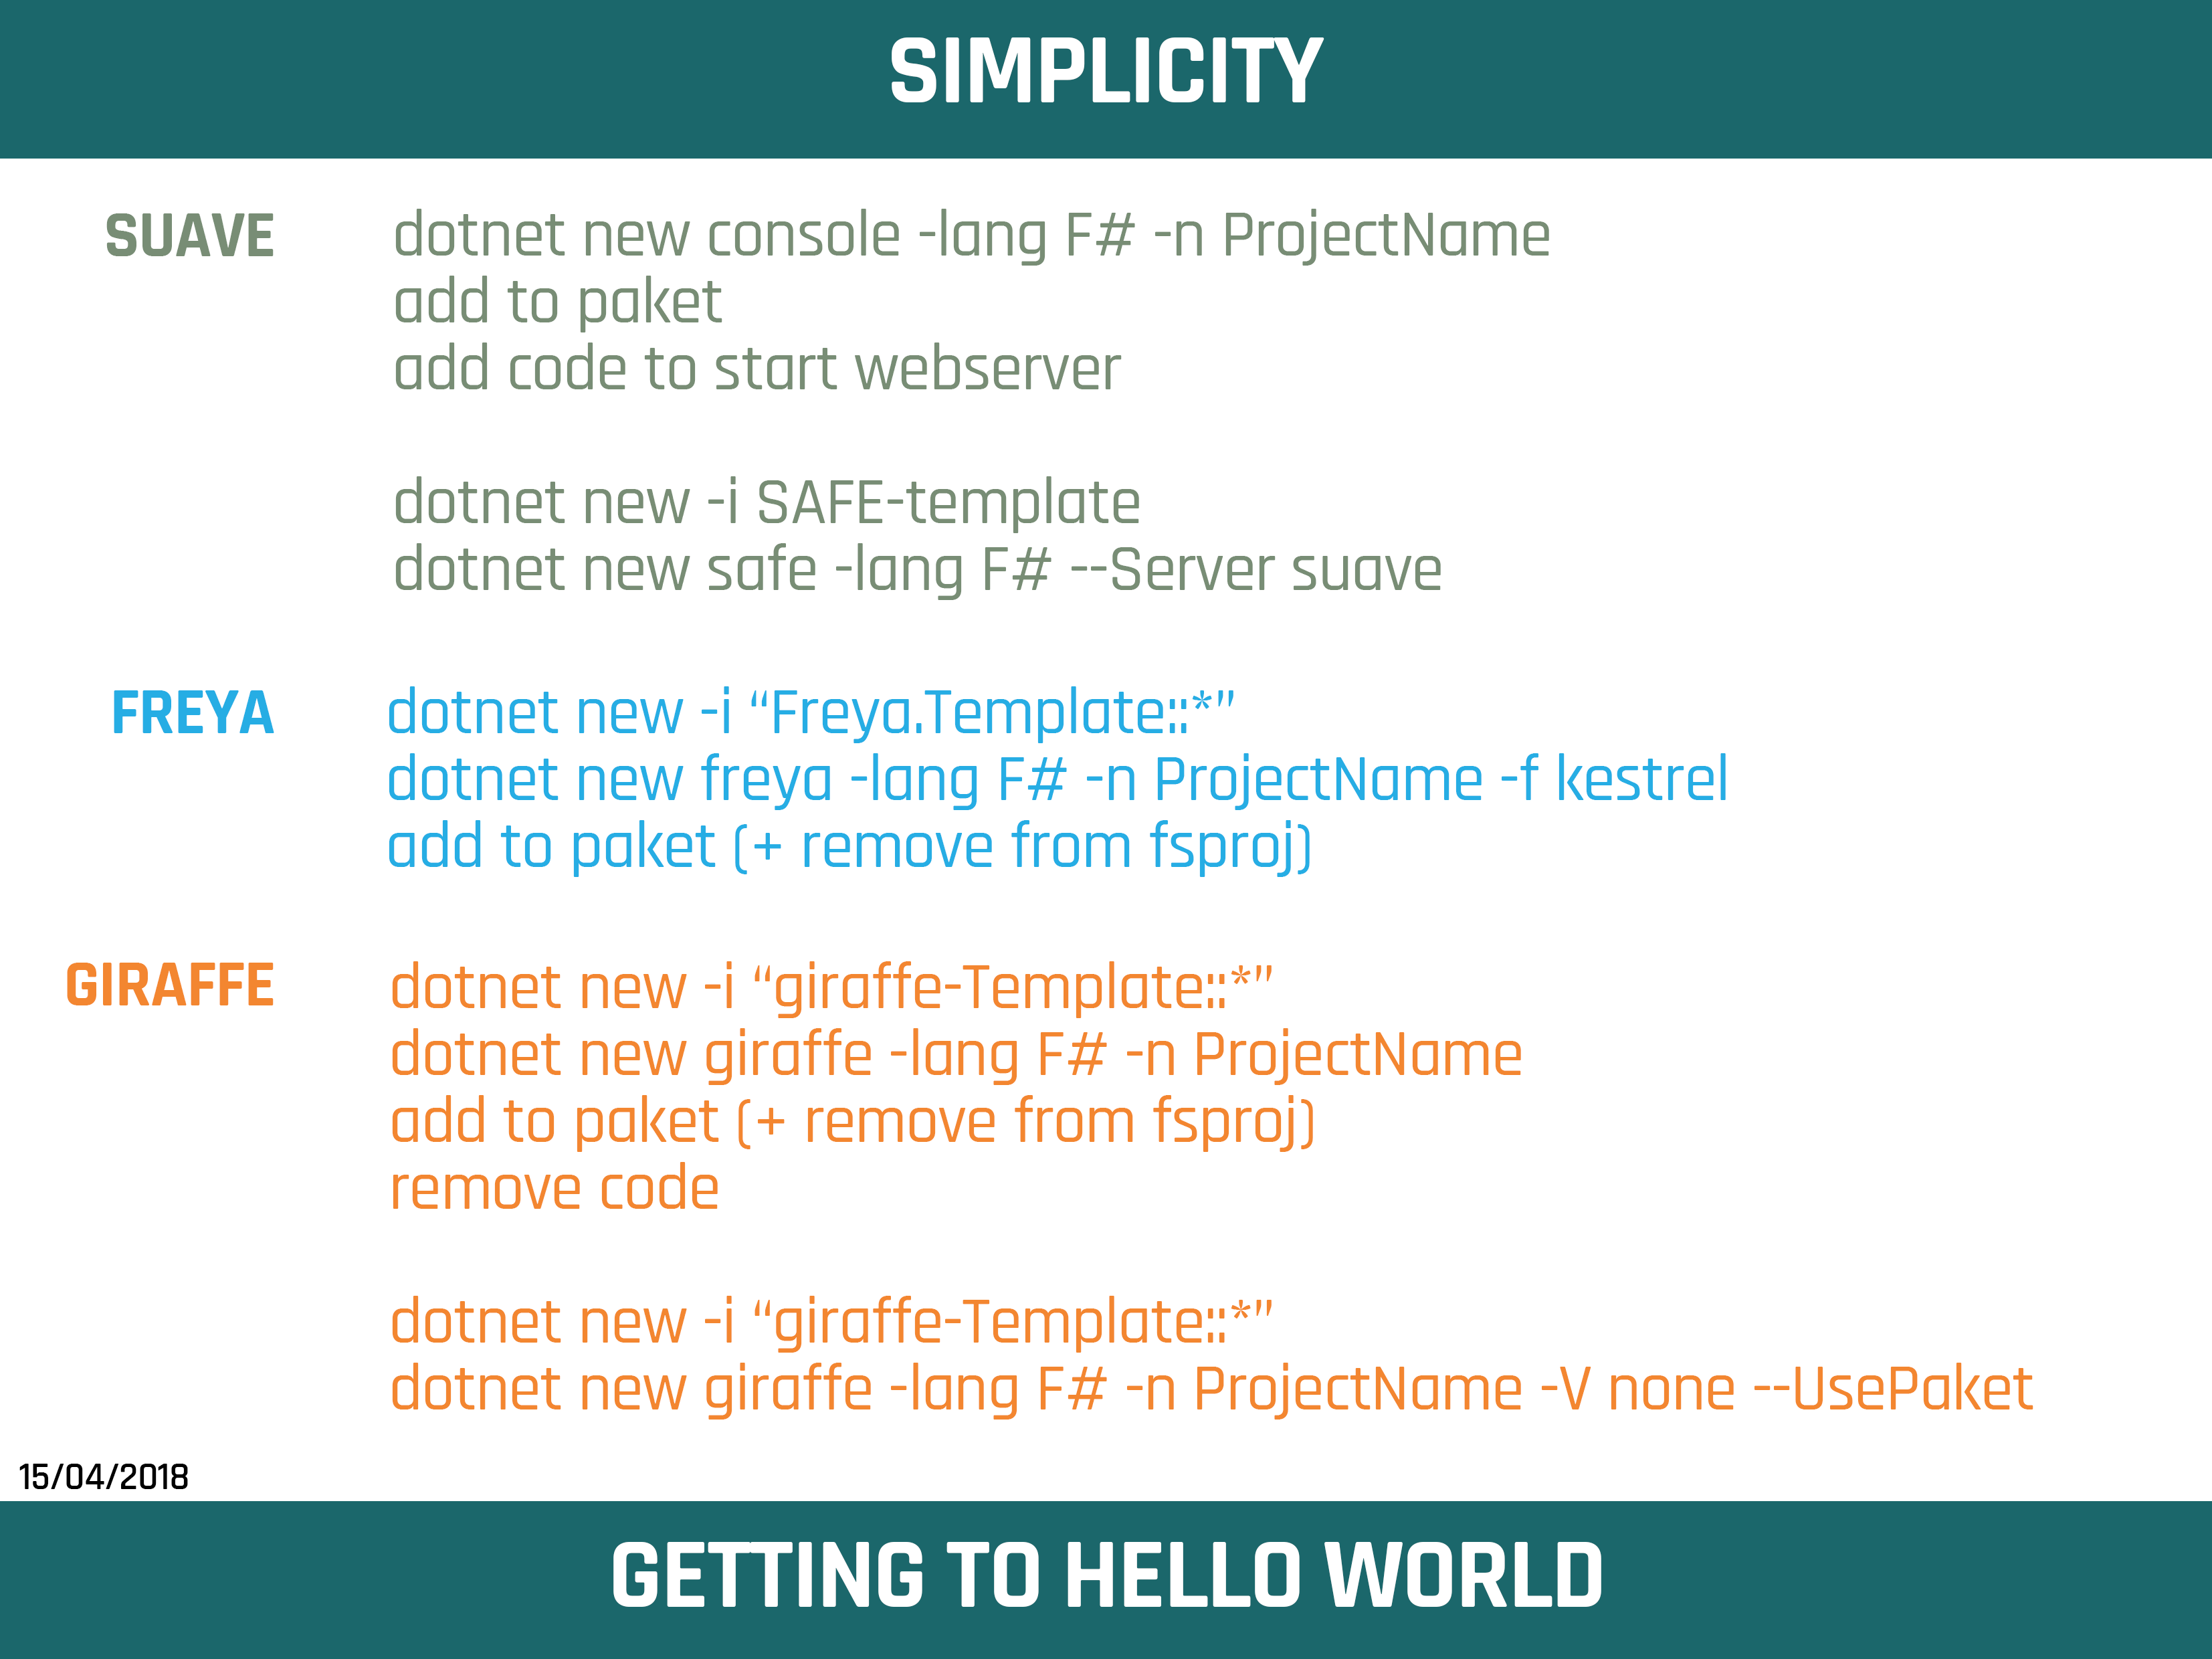 SIMPLICITY
SUAVE dotnet new console -lang F# -n ProjectName
add to paket
add code to start webserver
dotnet new -i SAFE-template
dotnet new safe -lang F# --Server suave
FREYA dotnet new -i “Freya.Template::*”
dotnet new freya -lang F# -n ProjectName -f kestrel
add to paket (+ remove from fsproj)
GIRAFFE dotnet new -i “giraffe-Template::*”
dotnet new giraffe -lang F# -n ProjectName
add to paket (+ remove from fsproj)
remove code
dotnet new -i “giraffe-Template::*”
dotnet new giraffe -lang F# -n ProjectName -V none --UsePaket
15/04/2018
GETTING TO HELLO WORLD